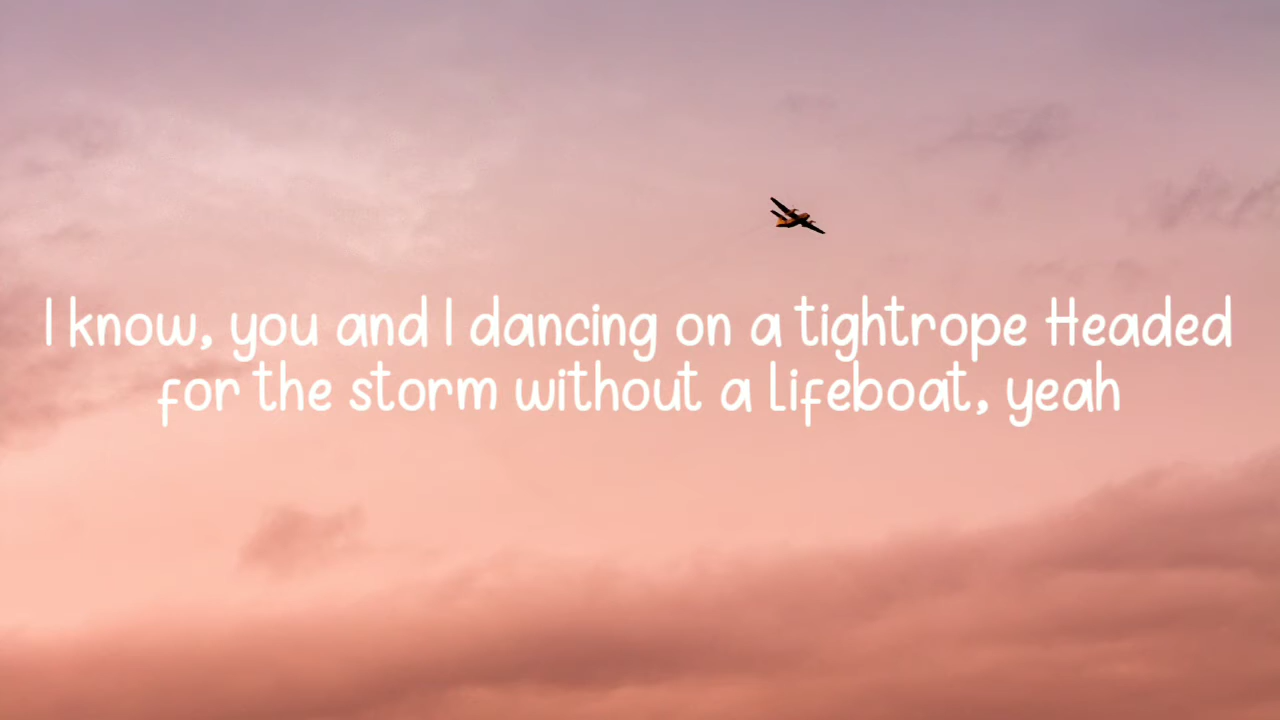 I know, you and I dancing on a tightrope Headed
for the storm without a lifeboat, yeah